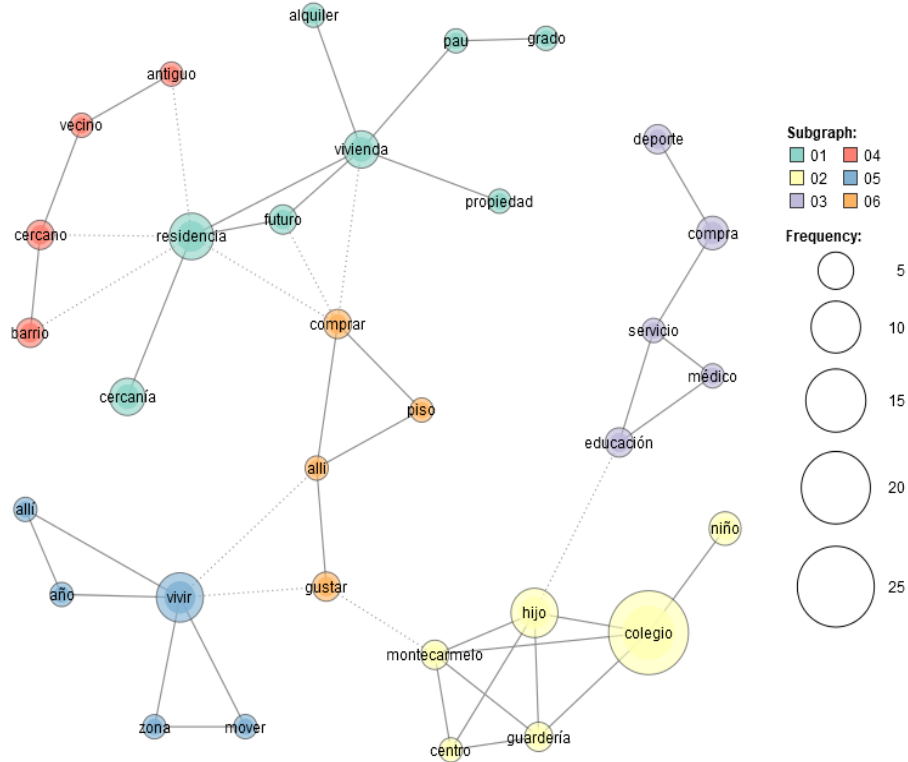 alquiler
pau
grado
antiguo
vecino
vivienda
deporte
propiedad
futuro
cercano
residencia
compra
comprar
barrio
servicio
médico
cercanía
piso
educación
alli
allí
niño
año
vivir
gustar
hijo
colegio
montecarmelo
zona
mover
guardería
centro
Subgraph:
01 04
02 05
03 06
Frequency:
5
10
15
20
25